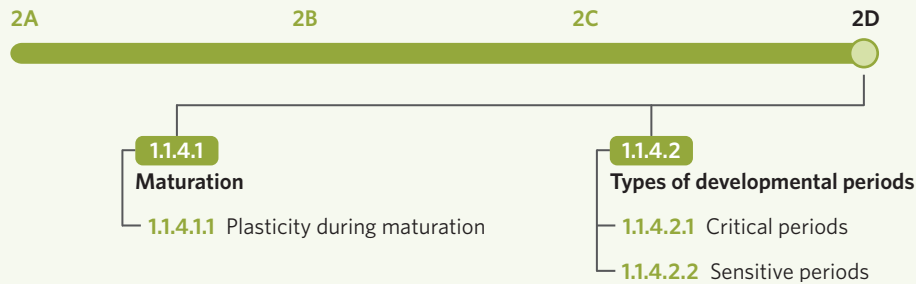 2A 2B 2C 2D
1.1.4.1 1.1.4.2
Maturation Types of developmental periods
1.1.4.1.1 Plasticity during maturation 1.1.4.2.1 Critical periods
1.1.4.2.2 Sensitive periods